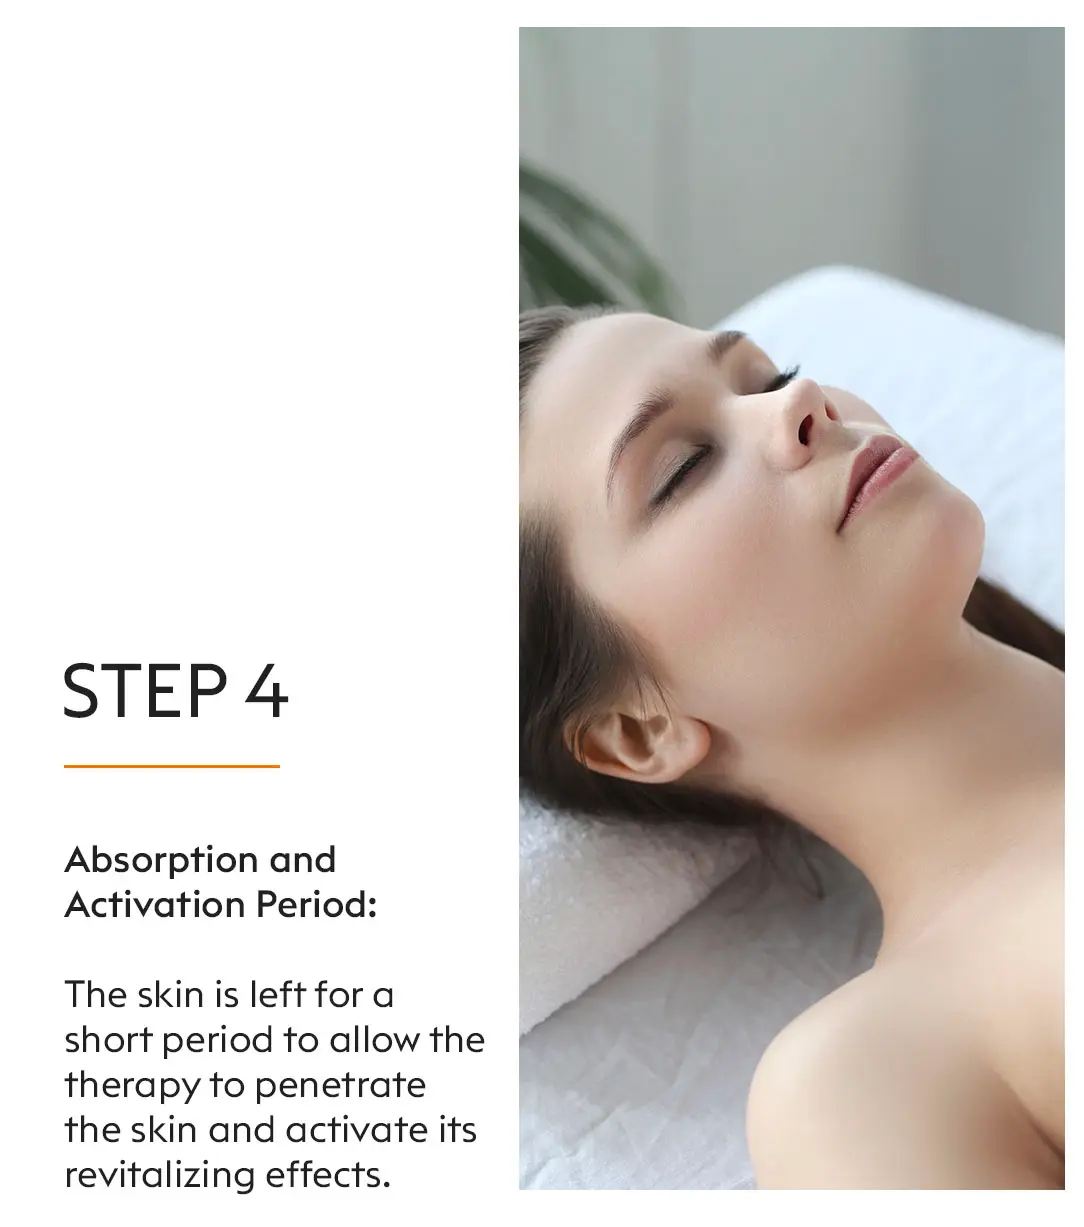 STEP 4
Absorption and
Activation Period:
The skin is left for a
short period to allow the
therapy to penetrate
the skin and activate its
revitalizing effects.